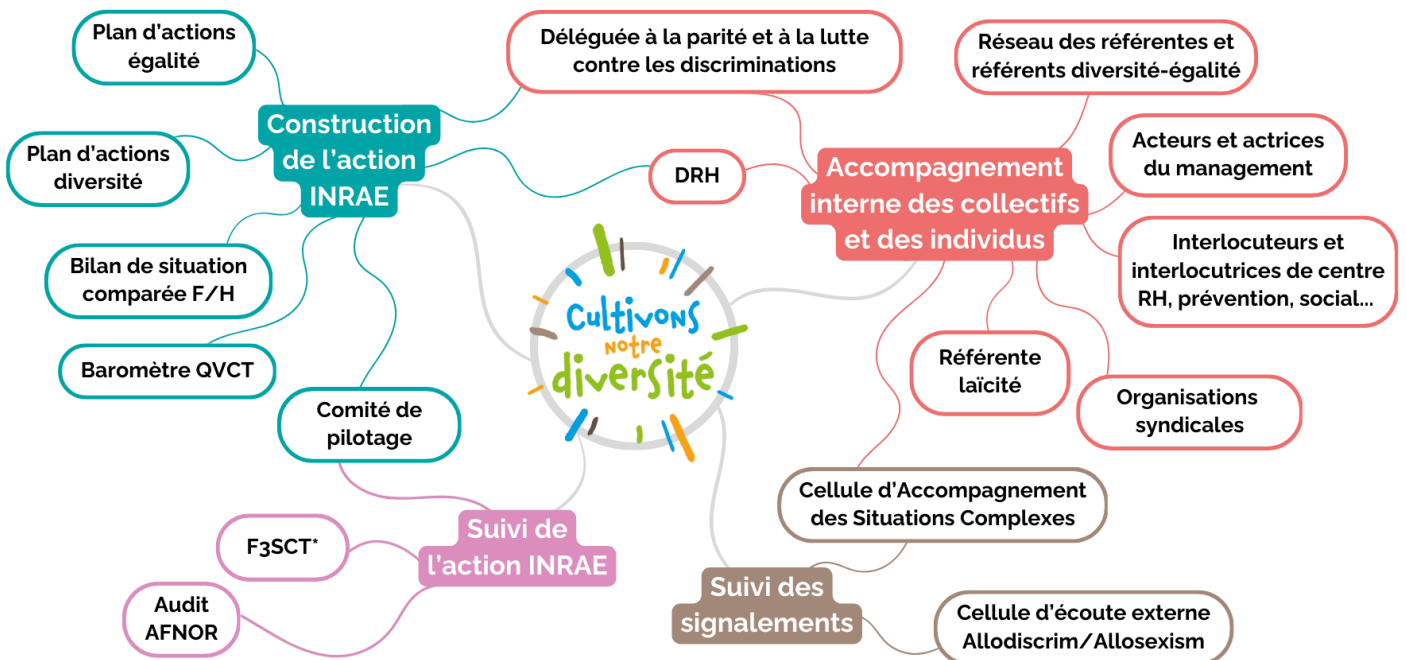 Plan d'actions
égalité
Déléguée à la parité et à la lutte
contre les discriminations
Réseau des référentes et
référents diversité-égalité
Construction
de l'action
INRAE
Plan d'actions
diversité
DRH
Accompagnement
interne des collectifs
et des individus
Acteurs et actrices
du management
Bilan de situation
comparée F/H
Interlocuteurs et
interlocutrices de centre
RH, prévention, social...
Cultivons
notre
diversité
Baromètre QVCT
Référente
laïcité
Comité de
pilotage
Organisations
syndicales
Cellule d'Accompagnement
des Situations Complexes
F3SCT*
Suivi de
l'action INRAE
Audit
AFNOR
Suivi des
signalements
Cellule d'écoute externe
Allodiscrim/Allosexism